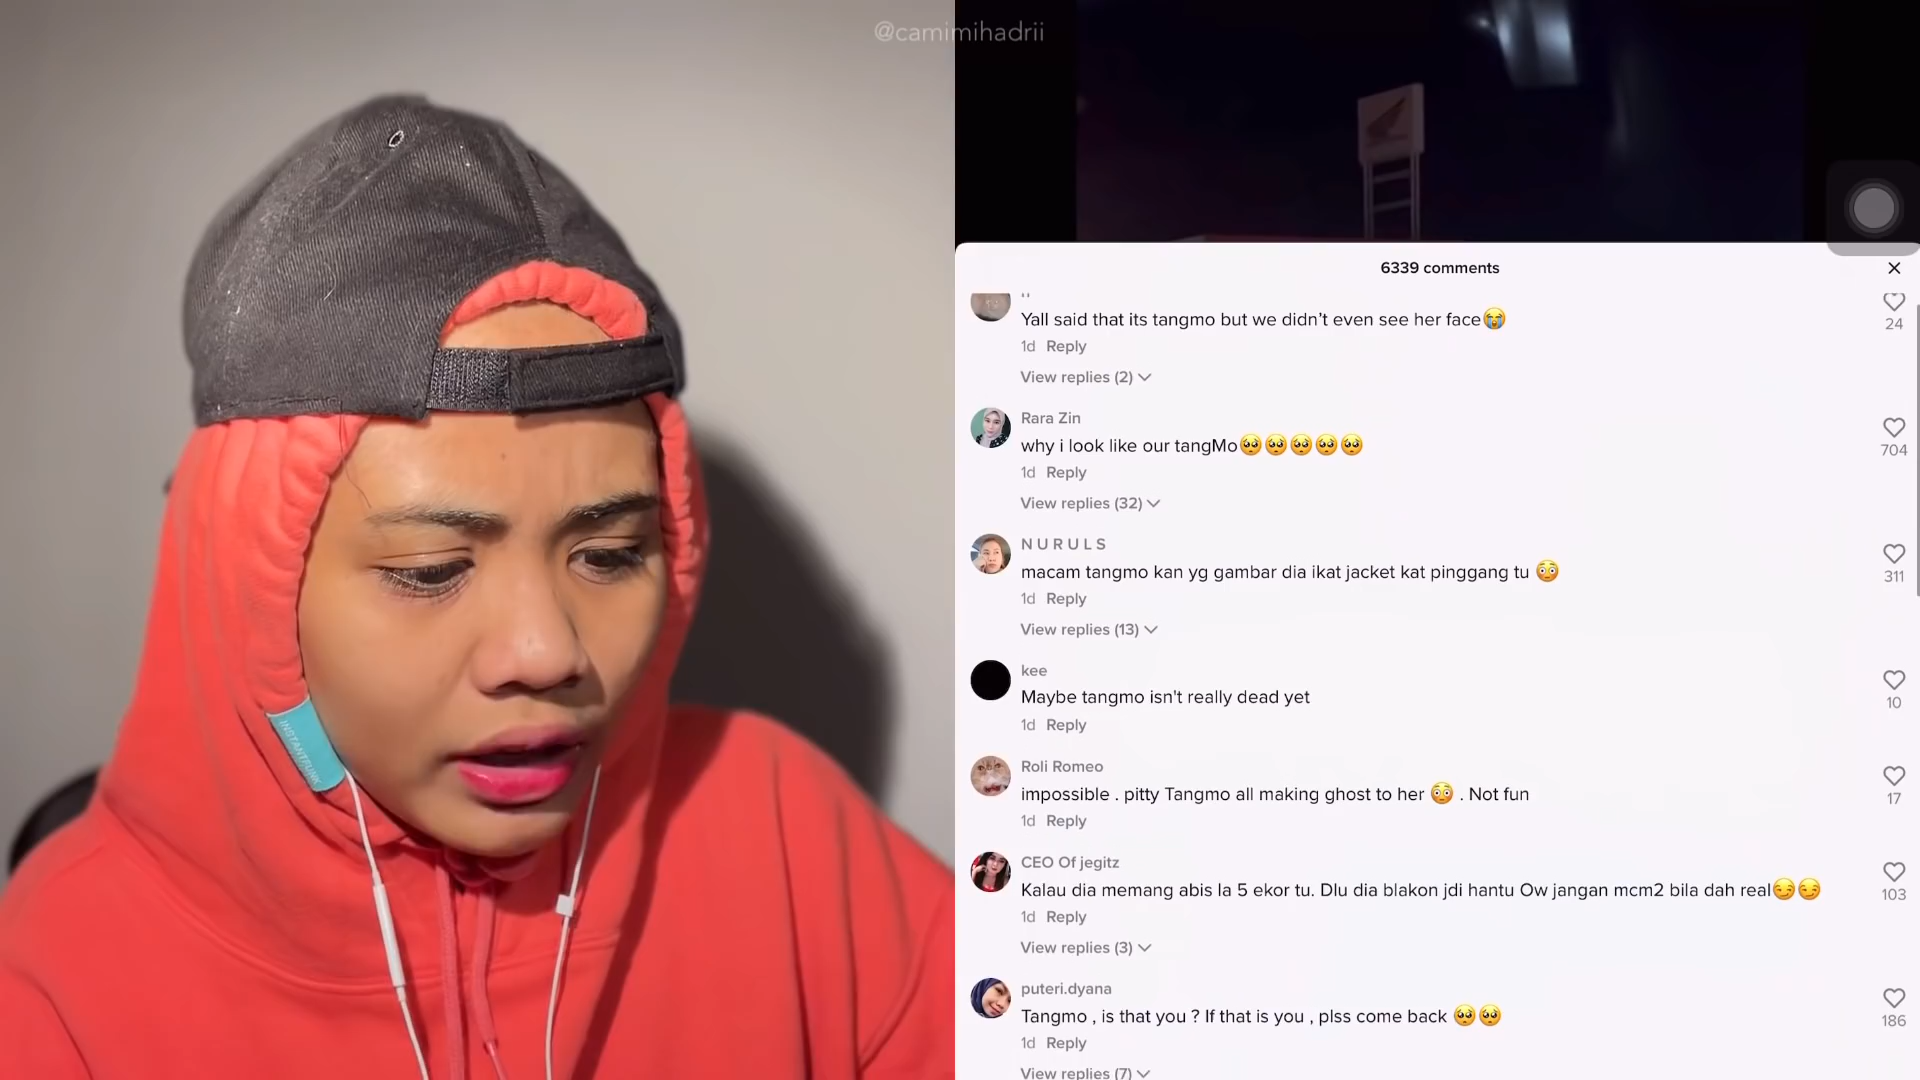 @camimihadrii
6339 comments
Yall said that its tangmo but we didn't even see her face😭
24
1d Reply
View replies (2)
Rara Zin
why i look like our tangMo🥺🥺🥺🥺🥺
704
1d Reply
View replies (32)
N U R U L S
macam tangmo kan yg gambar dia ikat jacket kat pinggang tu 😳
311
1d Reply
View replies (13)
kee
Maybe tangmo isn't really dead yet
10
1d Reply
Roli Romeo
impossible . pitty Tangmo all making ghost to her 😳 . Not fun
17
1d Reply
INSTANTFUNK
CEO Of jegitz
Kalau dia memang abis la 5 ekor tu. Dlu dia blakon jdi hantu Ow jangan mcm2 bila dah real😏😏
103
1d Reply
View replies (3)
puteri.dyana
Tangmo , is that you ? If that is you , plss come back 🥺🥺
186
1d Reply
View replies (7)